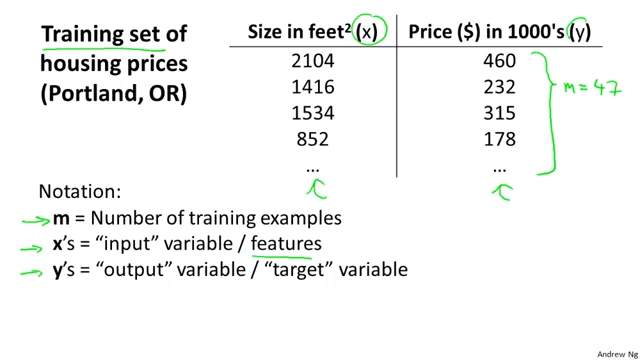 Training set of
housing prices
(Portland, OR)
Size in feet² (x) Price ($) in 1000's (y)
2104 460
1416 232
1534 315
852 178
... ...
m = 47
Notation:
m = Number of training examples
x's = “input” variable / features
y's = “output” variable / “target” variable
Andrew Ng